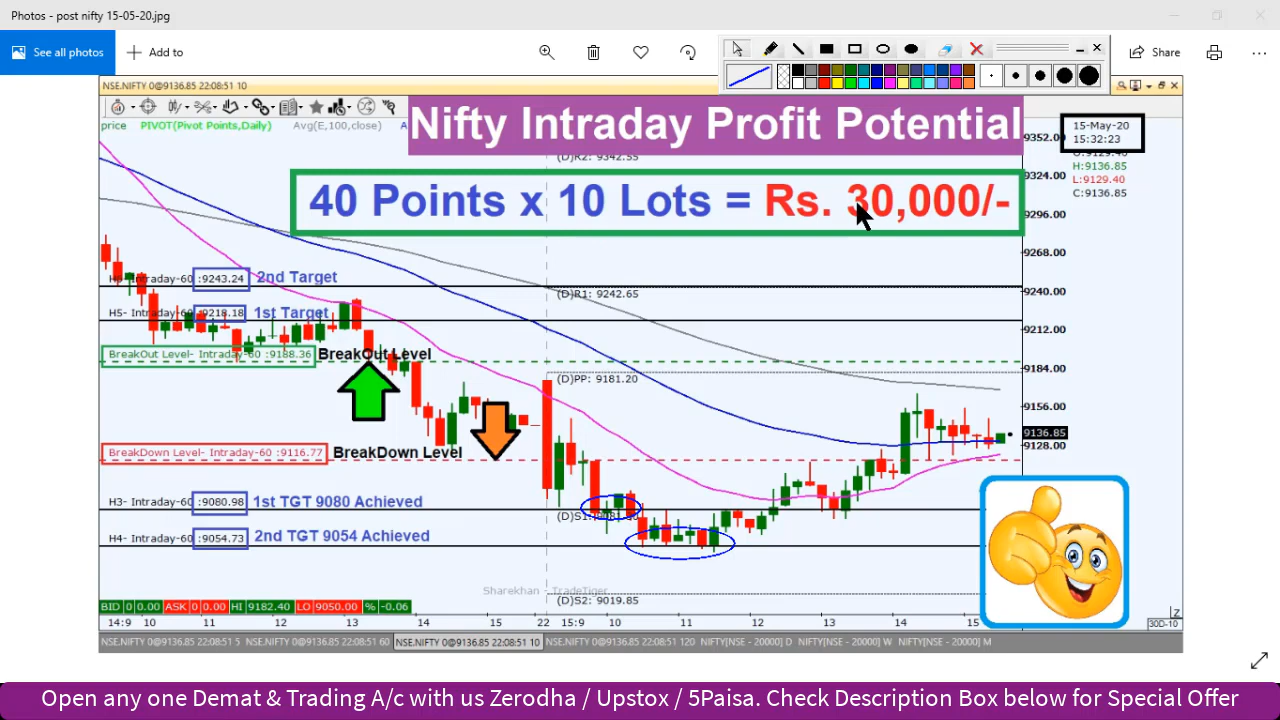 Photos - post nifty 15-05-20.jpg
See all photos
Add to
Share
NSE.NIFTY 0@9136.85 22:08:51 10
Nifty Intraday Profit Potential
price PIVOT(Pivot Points,Daily) Avg(E,100,close) A
(D)R2: 9342.55
9352.00
15-May-20
15:32:23
H:9136.85
L:9129.40
C:9136.85
40 Points x 10 Lots = Rs. 30,000/-
9324.00
9296.00
9268.00
Intraday-60 :9243.24 2nd Target
(D)R1: 9242.65
9240.00
H5- Intraday-60 :9218.18 1st Target
9212.00
BreakOut Level- Intraday-60 :9188.36 BreakOut Level
9184.00
(D)PP: 9181.20
9156.00
9136.85
9128.00
BreakDown Level- Intraday-60 :9116.77 BreakDown Level
H3- Intraday-60 :9080.98 1st TGT 9080 Achieved
H4- Intraday-60 :9054.73 2nd TGT 9054 Achieved
Sharekhan - TradeTiger
(D)S2: 9019.85
BID 0 0.00 ASK 0 0.00 HI 9182.40 LO 9050.00 % -0.06
14:9 10 11 12 13 14 15 22 15:9 10 11 12 13 14 15
30D-10
NSE.NIFTY 0@9136.85 22:08:51 5 NSE.NIFTY 0@9136.85 22:08:51 60 NSE.NIFTY 0@9136.85 22:08:51 10 NSE.NIFTY 0@9136.85 22:08:51 120 NIFTY[NSE - 20000] D NIFTY[NSE - 20000] W NIFTY[NSE - 20000] M
Open any one Demat & Trading A/c with us Zerodha / Upstox / 5Paisa. Check Description Box below for Special Offer